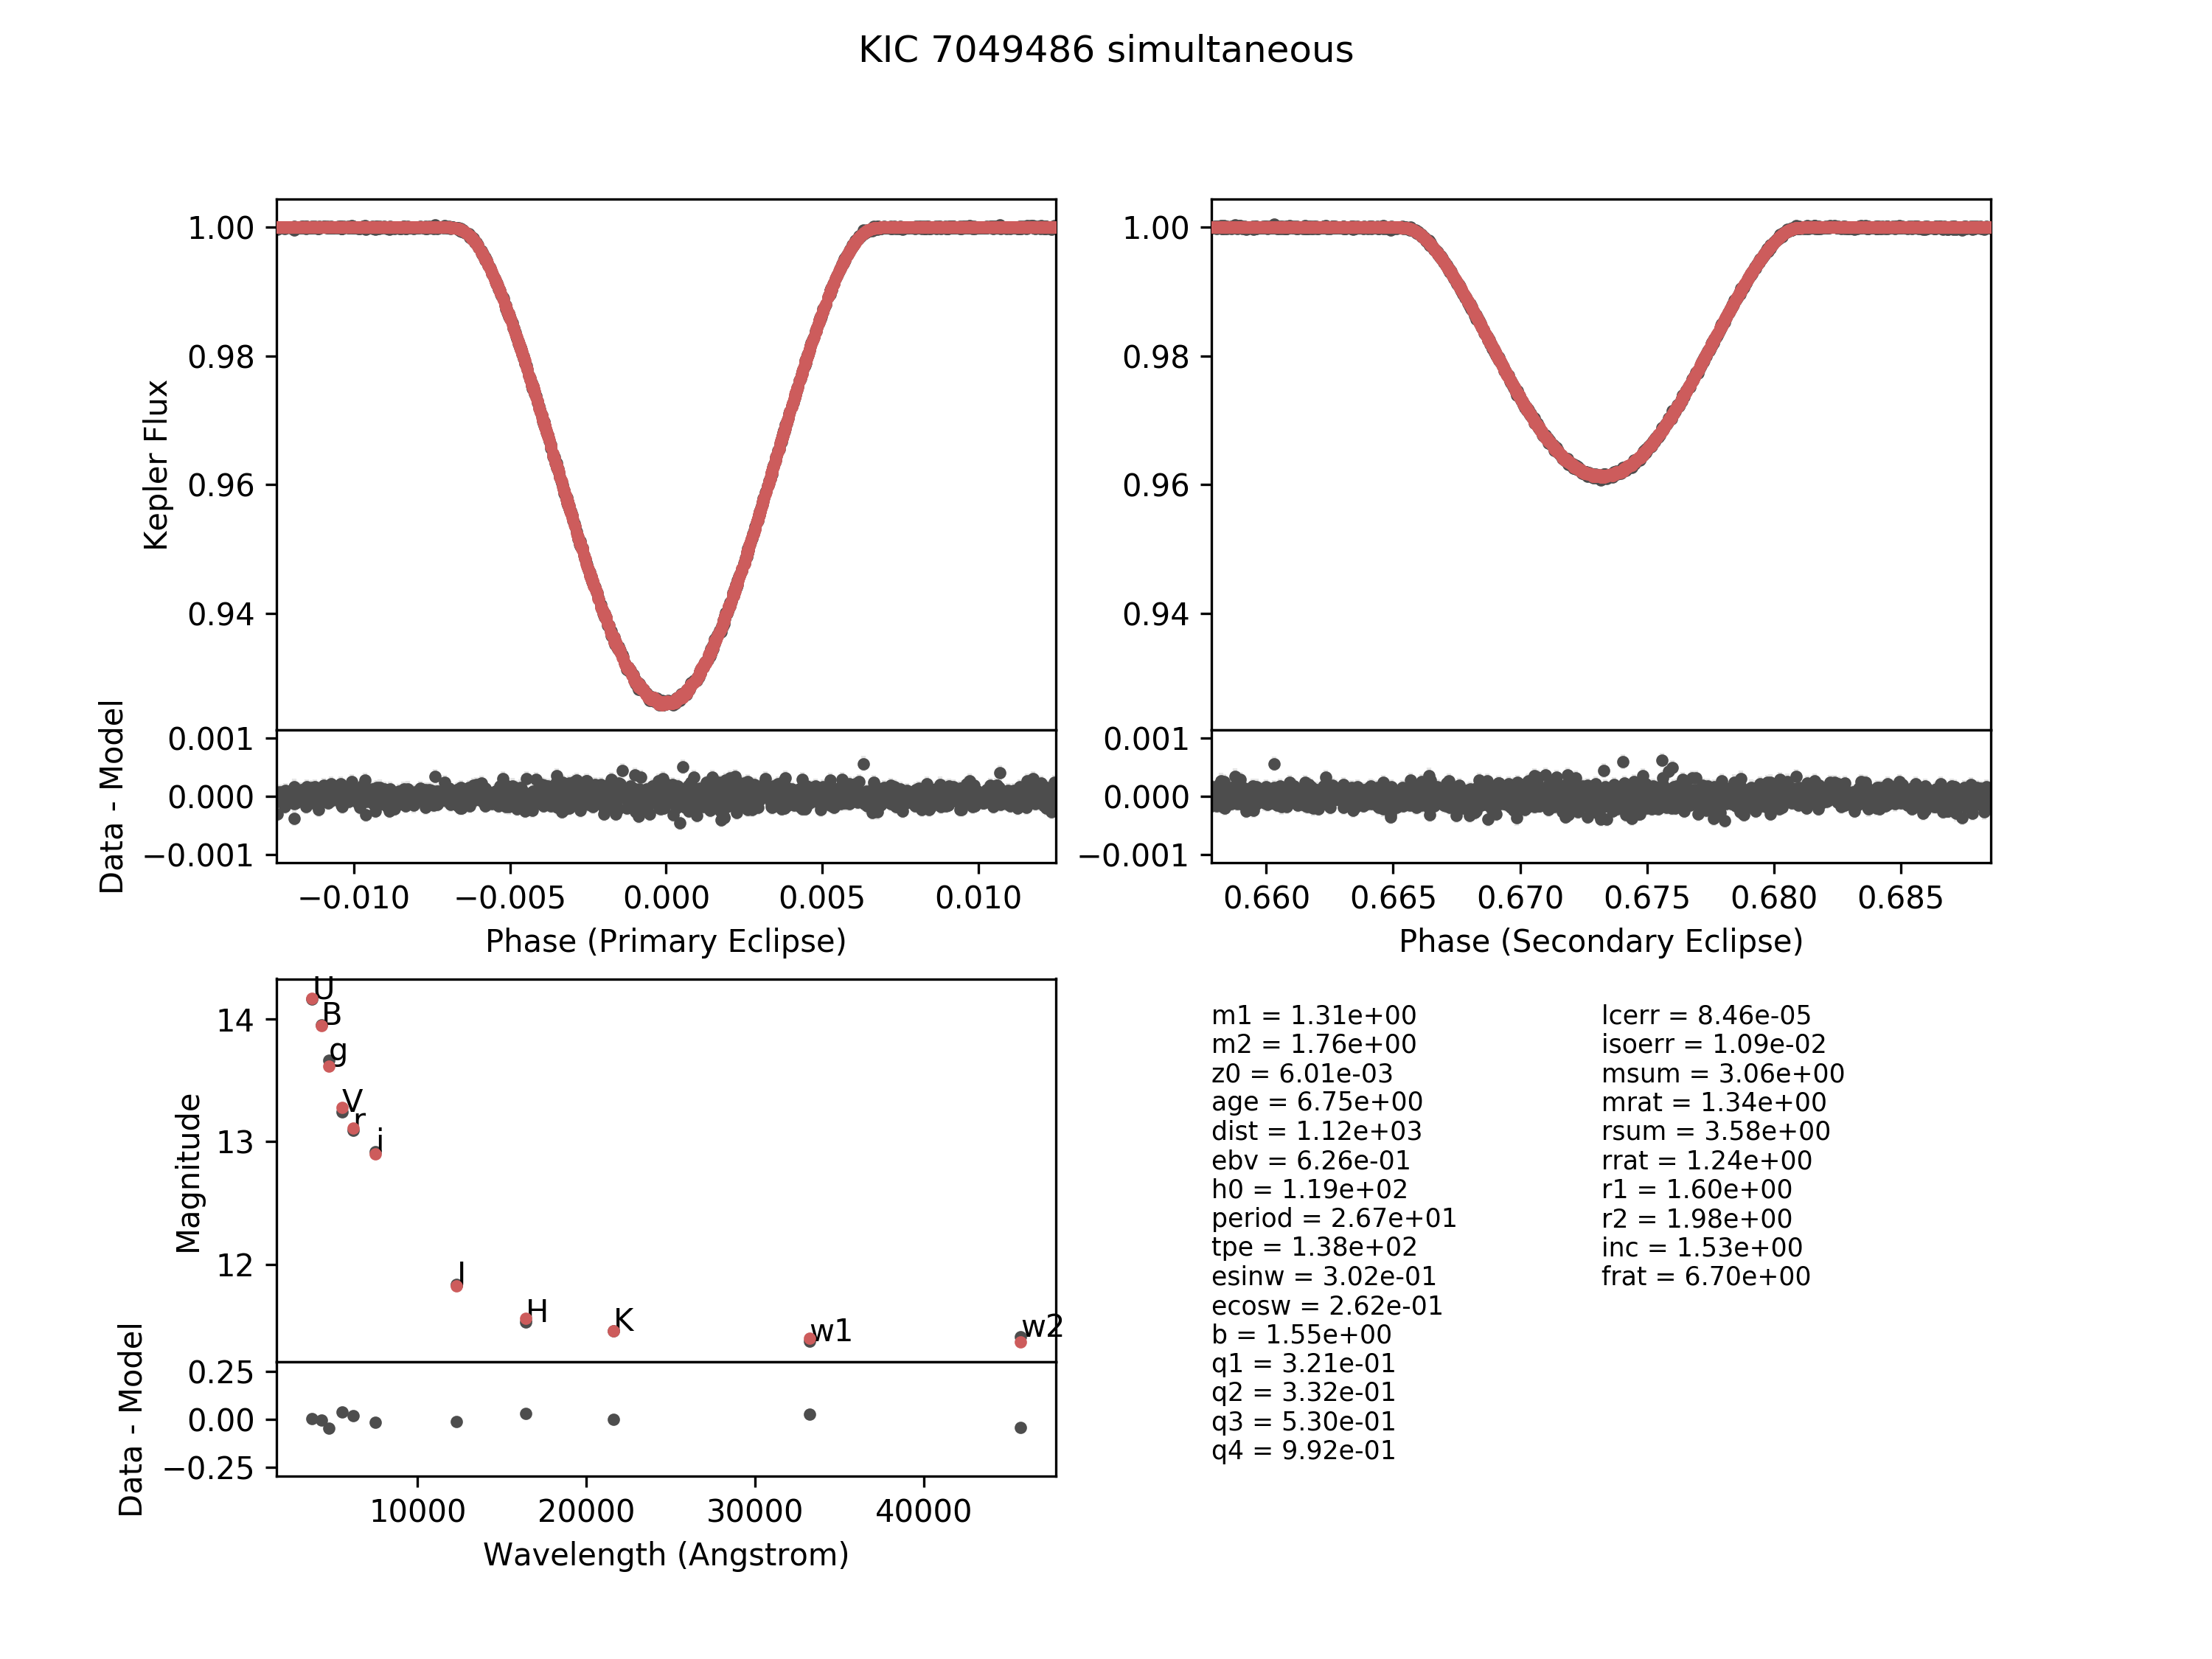 KIC 7049486 simultaneous
Kepler Flux
1.00
0.98
0.96
0.94
Data - Model
0.001
0.000
−0.001
−0.010 −0.005 0.000 0.005 0.010
Phase (Primary Eclipse)
1.00
0.98
0.96
0.94
0.001
0.000
−0.001
0.660 0.665 0.670 0.675 0.680 0.685
Phase (Secondary Eclipse)
Magnitude
14
13
12
U
B
g
V
r
i
J
H
K
w1
w2
Data - Model
0.25
0.00
−0.25
10000 20000 30000 40000
Wavelength (Angstrom)
m1 = 1.31e+00
m2 = 1.76e+00
z0 = 6.01e-03
age = 6.75e+00
dist = 1.12e+03
ebv = 6.26e-01
h0 = 1.19e+02
period = 2.67e+01
tpe = 1.38e+02
esinw = 3.02e-01
ecosw = 2.62e-01
b = 1.55e+00
q1 = 3.21e-01
q2 = 3.32e-01
q3 = 5.30e-01
q4 = 9.92e-01
lcerr = 8.46e-05
isoerr = 1.09e-02
msum = 3.06e+00
mrat = 1.34e+00
rsum = 3.58e+00
rrat = 1.24e+00
r1 = 1.60e+00
r2 = 1.98e+00
inc = 1.53e+00
frat = 6.70e+00